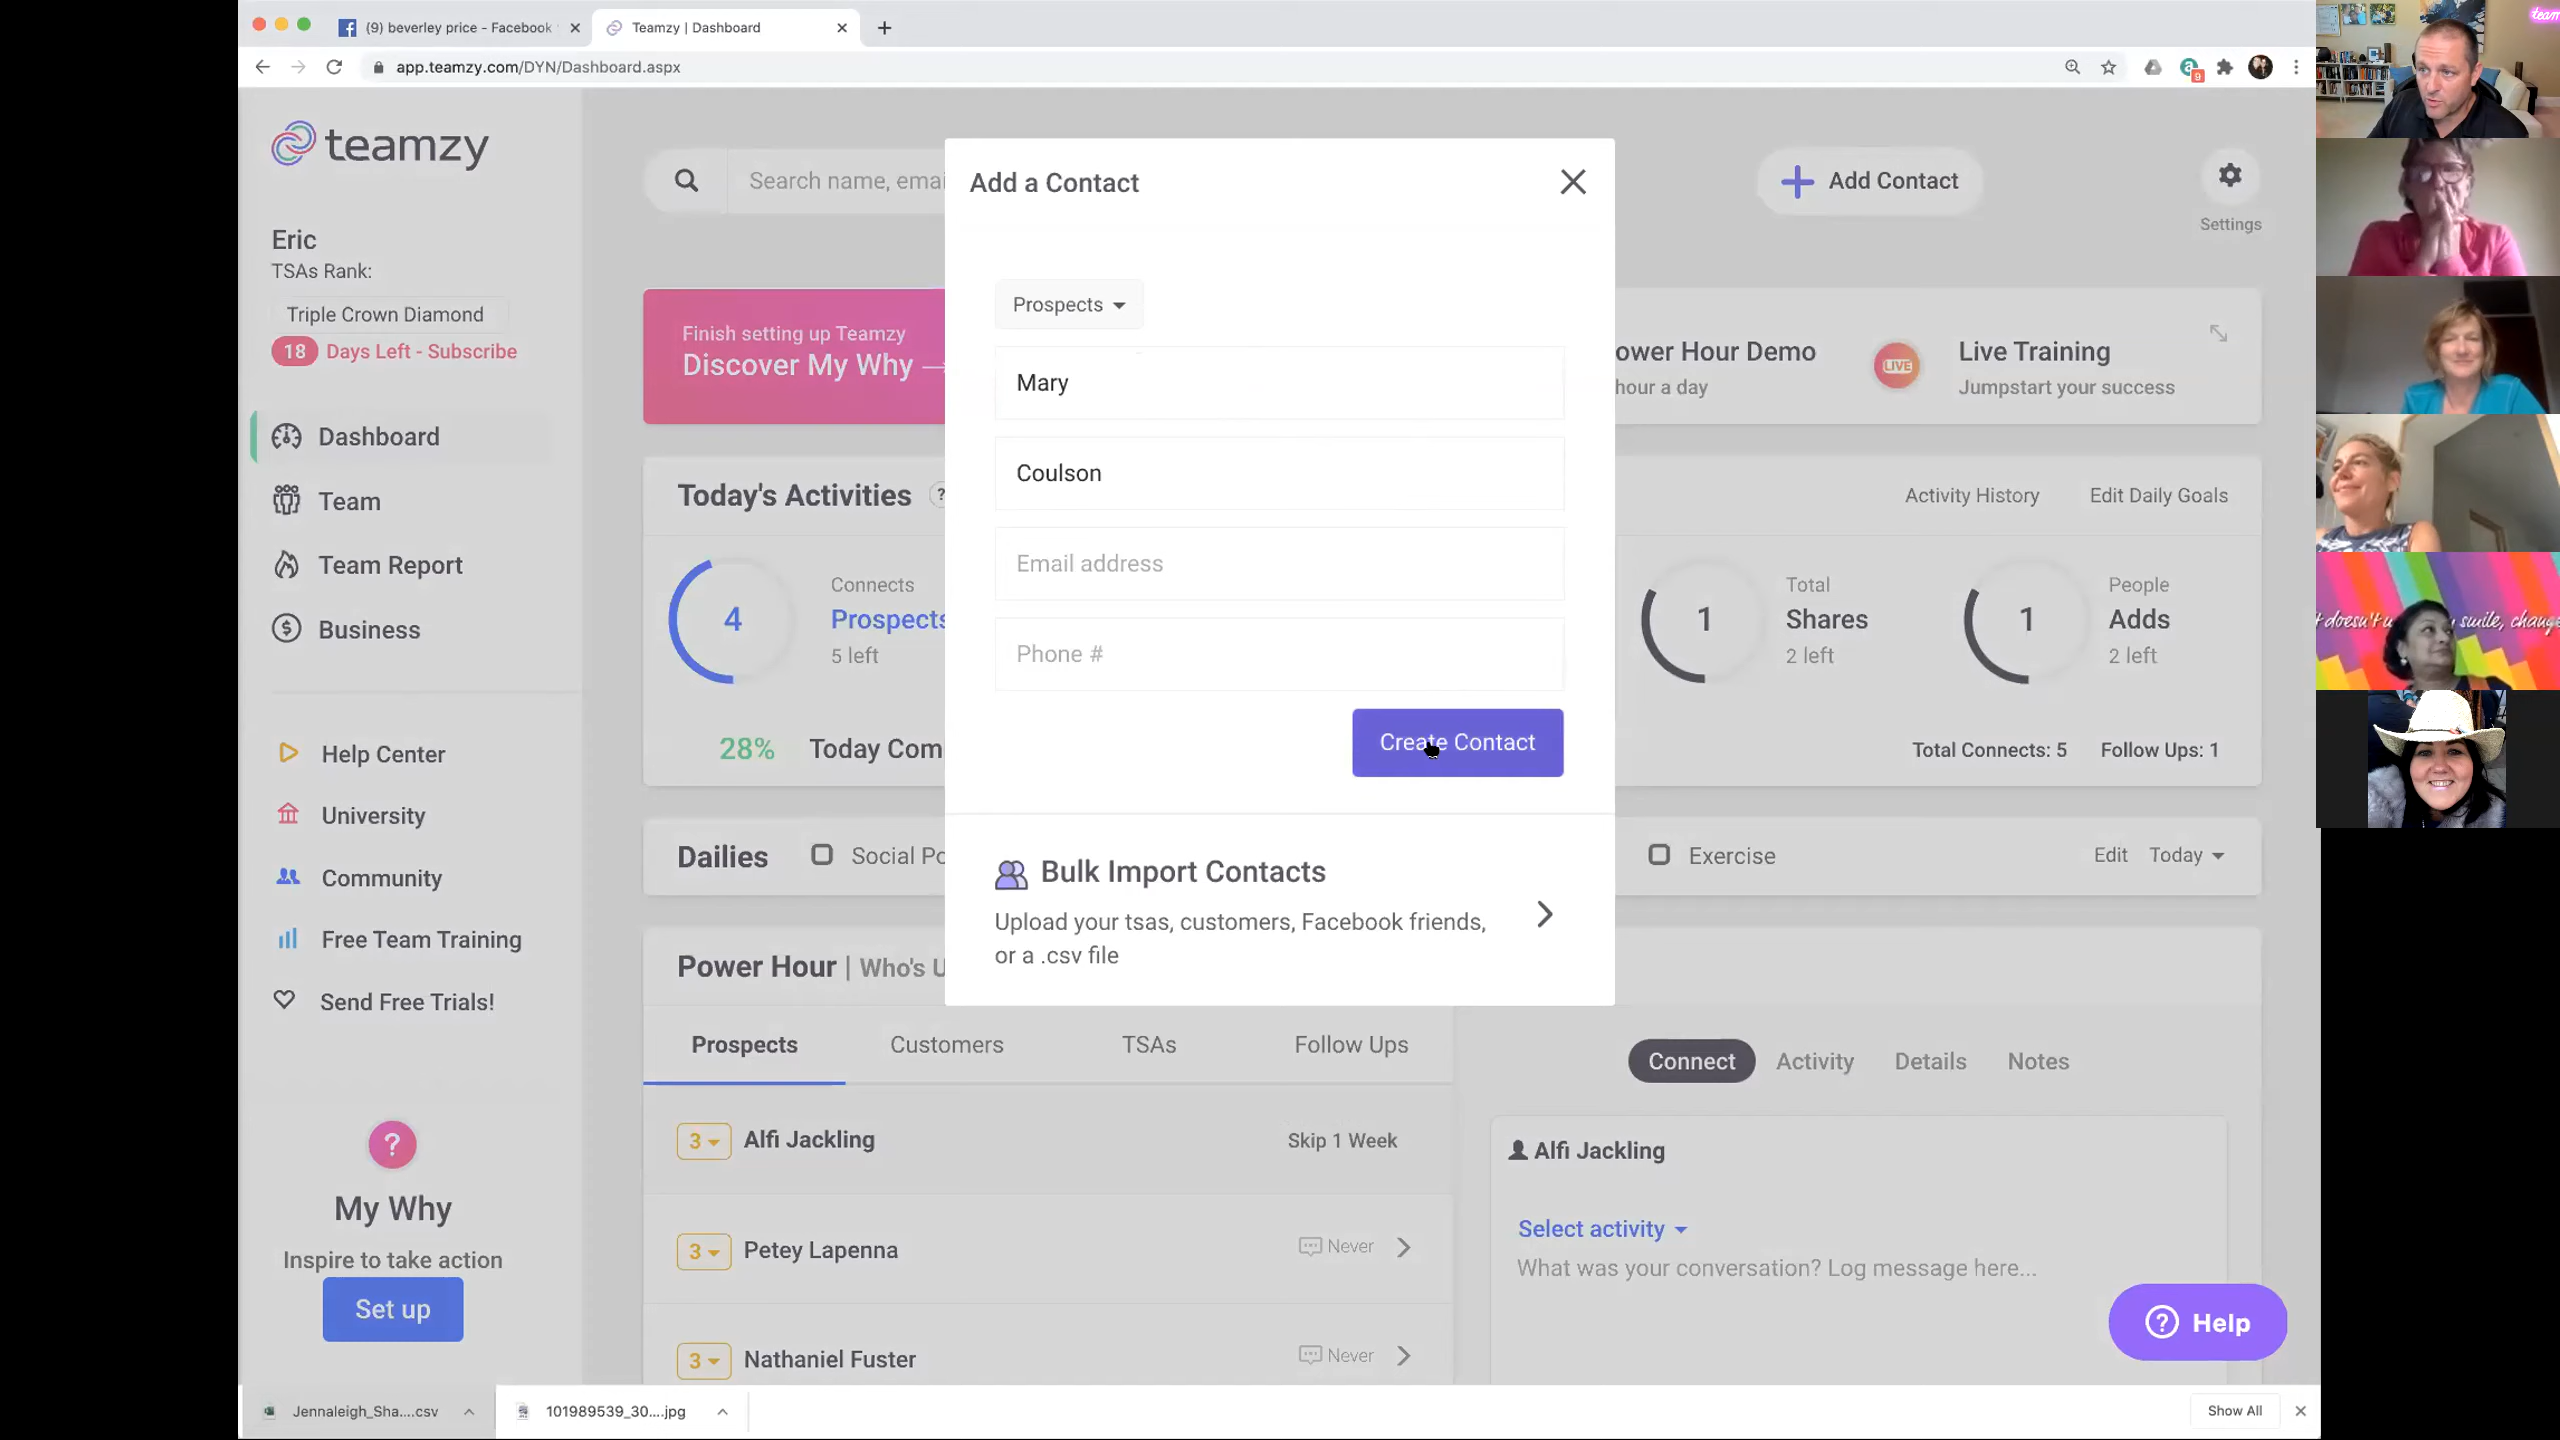 (9) beverley price - Facebook
Teamzy | Dashboard
app.teamzy.com/DYN/Dashboard.aspx
9
teamzy
Search name, emai
Add Contact
Settings
Eric
TSAs Rank:
Triple Crown Diamond
18 Days Left - Subscribe
Dashboard
Team
Team Report
Business
Help Center
University
Community
Free Team Training
Send Free Trials!
?
My Why
Inspire to take action
Set up
Finish setting up Teamzy
Discover My Why →
ower Hour Demo
hour a day
LIVE
Live Training
Jumpstart your success
Today's Activities ?
Activity History
Edit Daily Goals
4
Connects
Prospects
5 left
1
Total
Shares
2 left
1
People
Adds
2 left
28% Today Com
Total Connects: 5
Follow Ups: 1
Dailies
Social Po
Exercise
Edit
Today
Power Hour | Who's U
Prospects
Customers
TSAs
Follow Ups
3 Alfi Jackling
Skip 1 Week
3 Petey Lapenna
Never
3 Nathaniel Fuster
Never
Connect
Activity
Details
Notes
Alfi Jackling
Select activity
What was your conversation? Log message here...
? Help
Add a Contact
Prospects
Mary
Coulson
Email address
Phone #
Create Contact
Bulk Import Contacts
Upload your tsas, customers, Facebook friends,
or a .csv file
Jennaleigh_Sha....csv
101989539_30....jpg
Show All
team
doesn't
smile, change